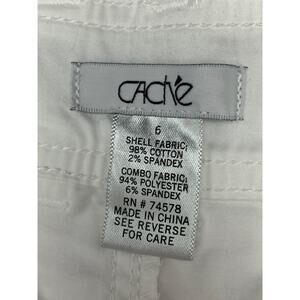 CACHÉ
6
SHELL FABRIC:
98% COTTON
2% SPANDEX
COMBO FABRIC:
94% POLYESTER
6% SPANDEX
RN # 74578
MADE IN CHINA
SEE REVERSE
FOR CARE